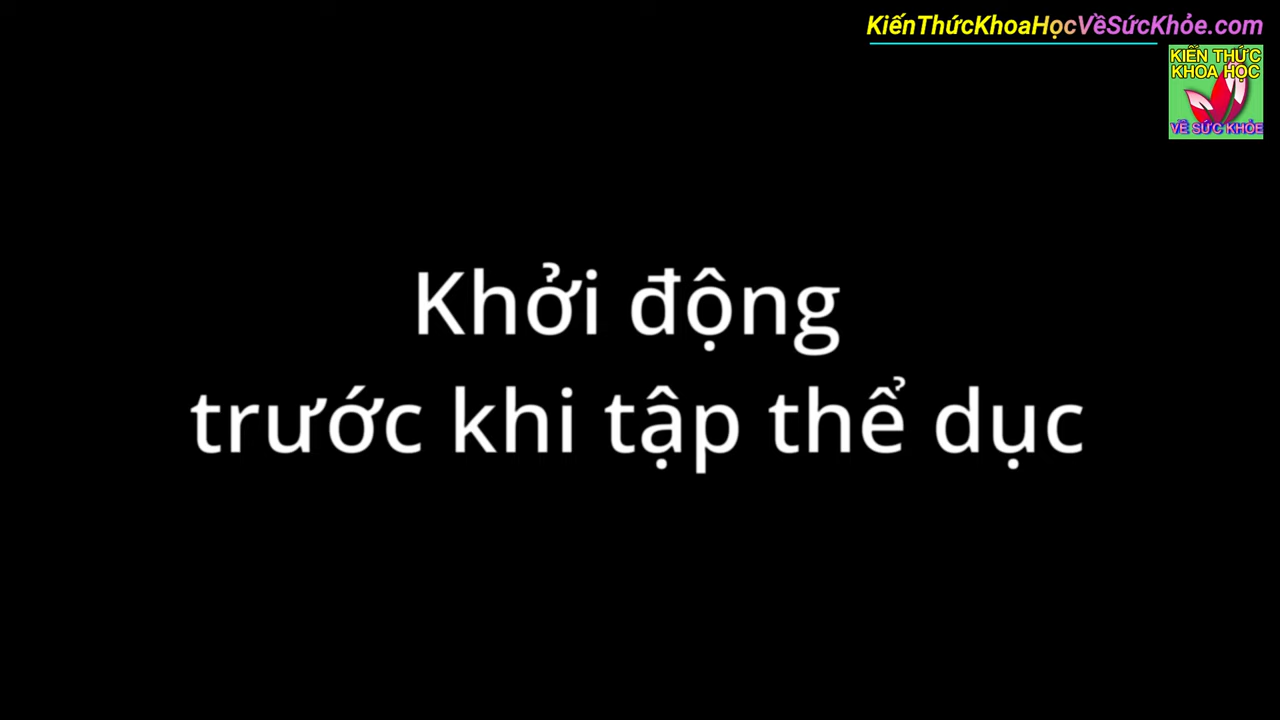 KiếnThứcKhoaHọcVềSứcKhỏe.com
KIẾN THỨC
KHOA HỌC
VỀ SỨC KHỎE
Khởi động
trước khi tập thể dục